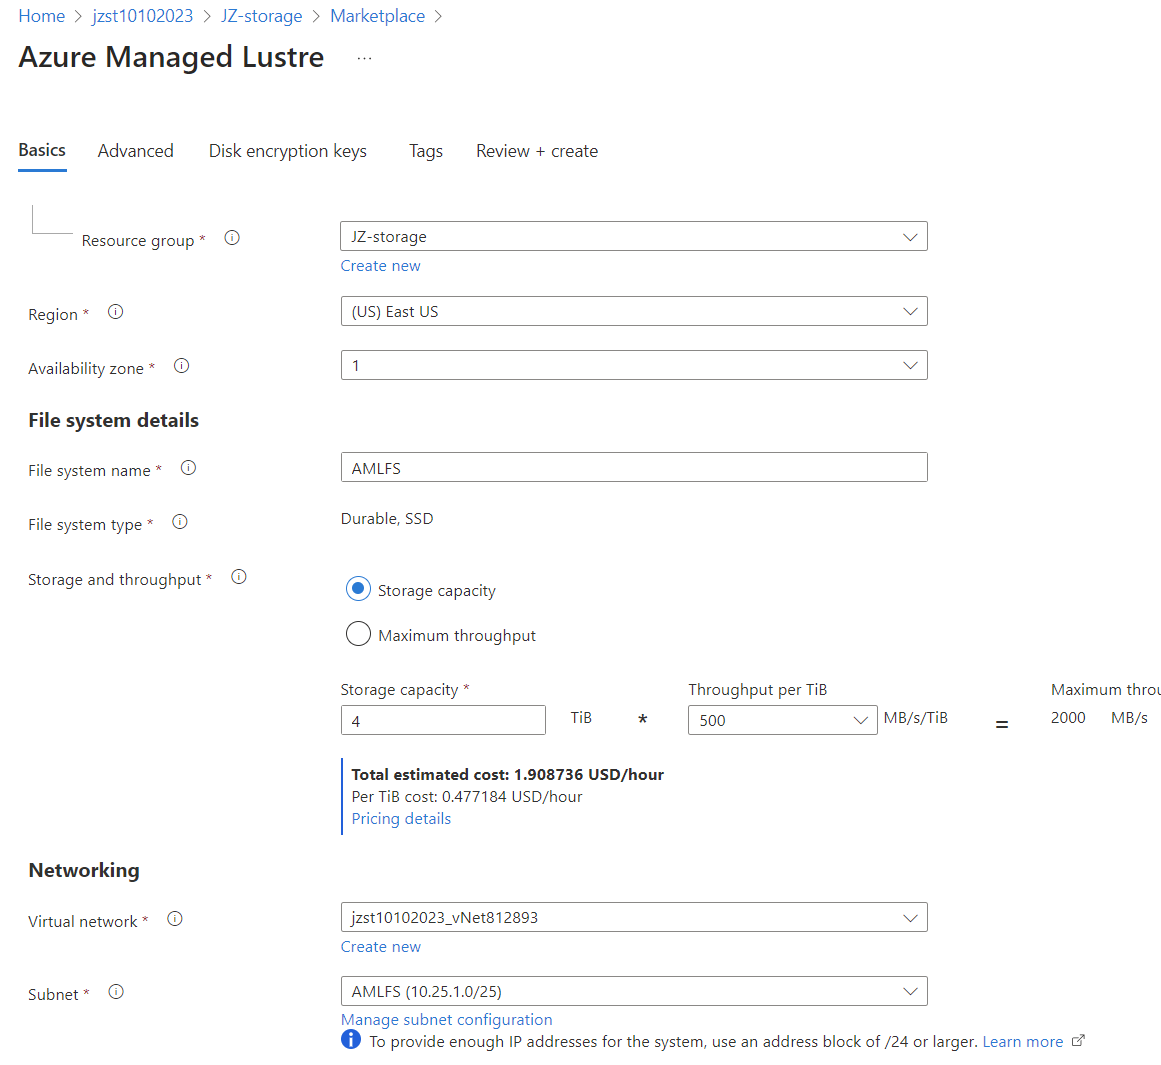 Home > jzst10102023 > JZ-storage > Marketplace >
Azure Managed Lustre ...
Basics Advanced Disk encryption keys Tags Review + create
Resource group * JZ-storage
Create new
Region * (US) East US
Availability zone * 1
File system details
File system name * AMLFS
File system type * Durable, SSD
Storage and throughput * Storage capacity
Maximum throughput
Storage capacity * Throughput per TiB Maximum throu
4 TiB * 500 MB/s/TiB = 2000 MB/s
Total estimated cost: 1.908736 USD/hour
Per TiB cost: 0.477184 USD/hour
Pricing details
Networking
Virtual network * jzst10102023_vNet812893
Create new
Subnet * AMLFS (10.25.1.0/25)
Manage subnet configuration
To provide enough IP addresses for the system, use an address block of /24 or larger. Learn more